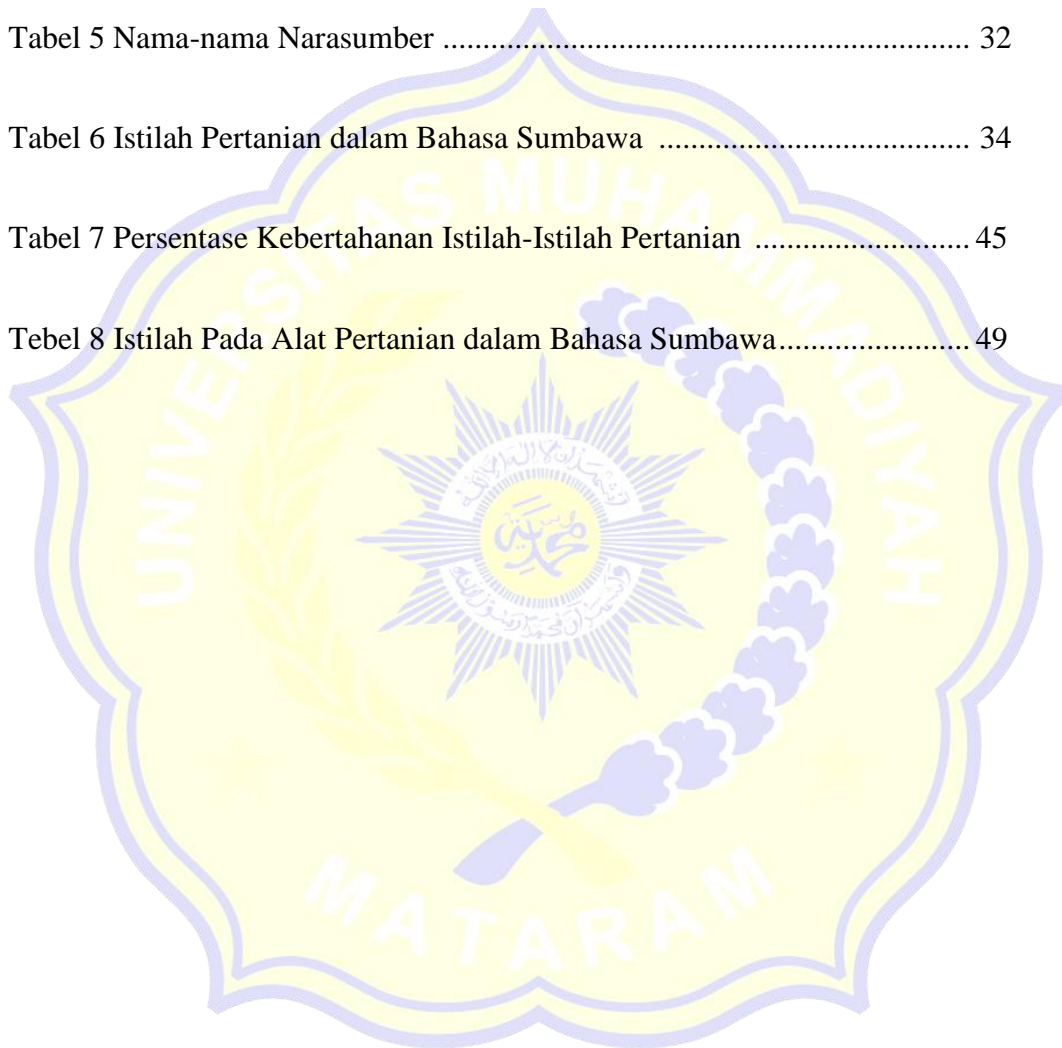 Tabel 5 Nama-nama Narasumber .................................................................. 32
Tabel 6 Istilah Pertanian dalam Bahasa Sumbawa ....................................... 34
Tabel 7 Persentase Kebertahanan Istilah-Istilah Pertanian ........................... 45
Tebel 8 Istilah Pada Alat Pertanian dalam Bahasa Sumbawa........................ 49
UNIVERSITAS MUHAMMADIYAH
MATARAM